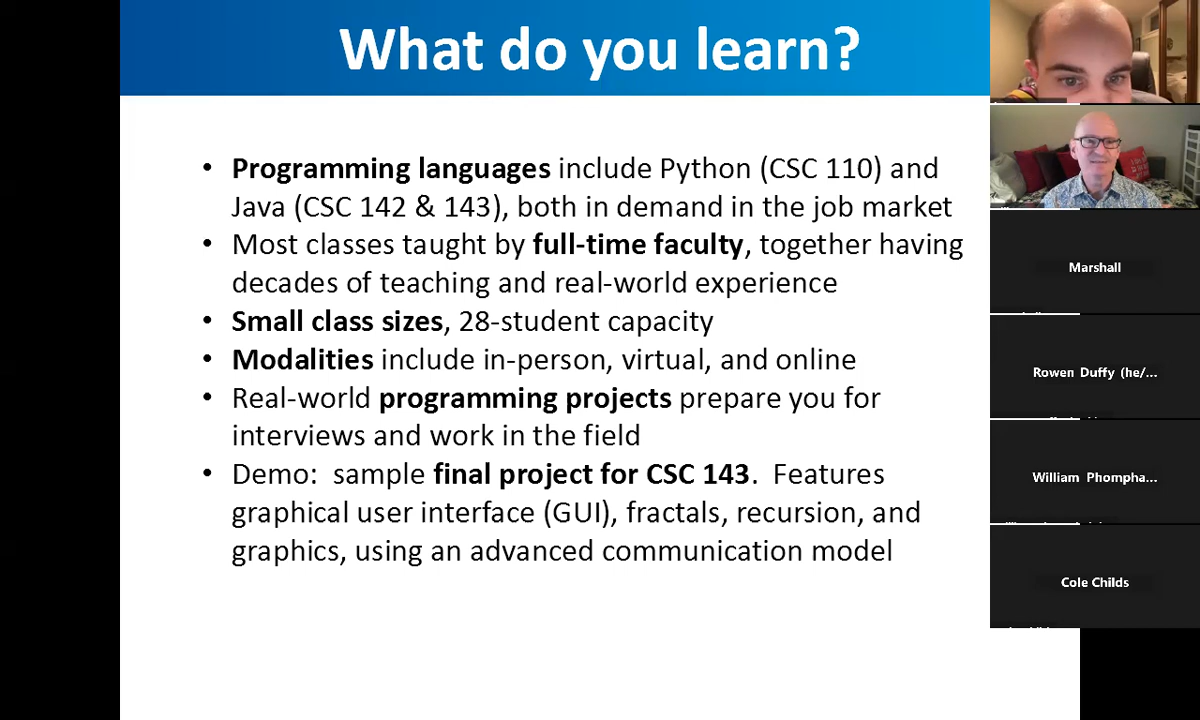 What do you learn?
• Programming languages include Python (CSC 110) and
Java (CSC 142 & 143), both in demand in the job market
• Most classes taught by full-time faculty, together having
decades of teaching and real-world experience
• Small class sizes, 28-student capacity
• Modalities include in-person, virtual, and online
• Real-world programming projects prepare you for
interviews and work in the field
• Demo:  sample final project for CSC 143.  Features
graphical user interface (GUI), fractals, recursion, and
graphics, using an advanced communication model
Marshall
Rowen Duffy (he/...
William Phompha...
Cole Childs